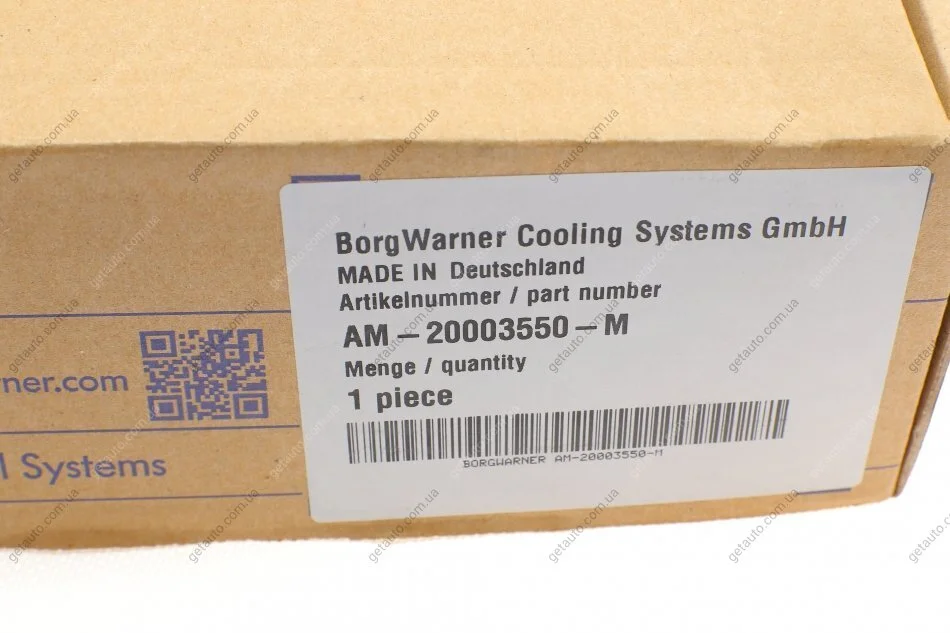 BorgWarner Cooling Systems GmbH
MADE IN Deutschland
Artikelnummer / part number
AM-20003550-M
Menge / quantity
1 piece
BORGWARNER AM-20003550-M
rner.com
l Systems
getauto.com.ua